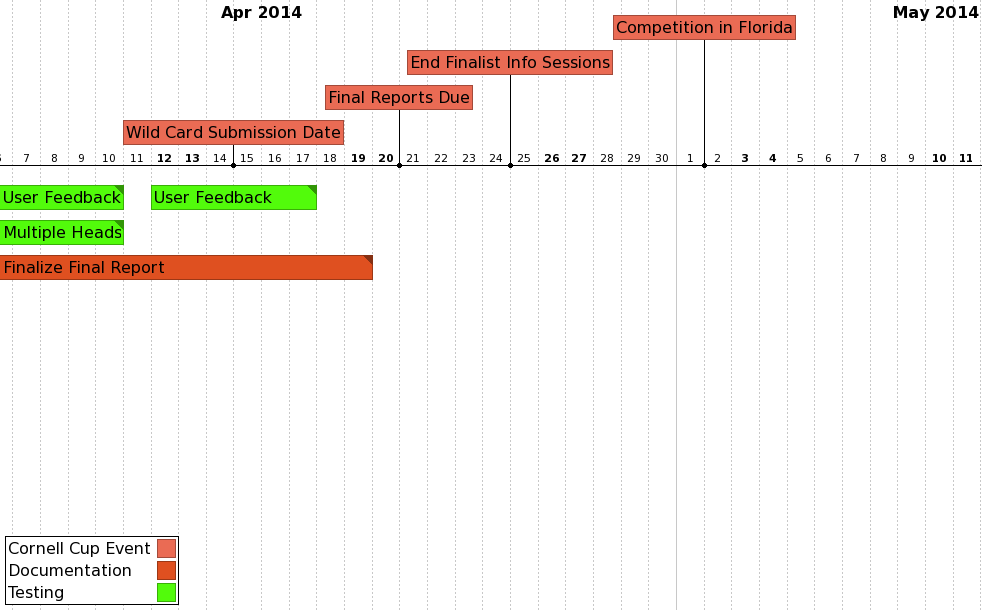 Apr 2014
May 2014
Competition in Florida
End Finalist Info Sessions
Final Reports Due
Wild Card Submission Date
7 8 9 10 11 12 13 14 15 16 17 18 19 20 21 22 23 24 25 26 27 28 29 30 1 2 3 4 5 6 7 8 9 10 11
User Feedback User Feedback
Multiple Heads
Finalize Final Report
Cornell Cup Event
Documentation
Testing